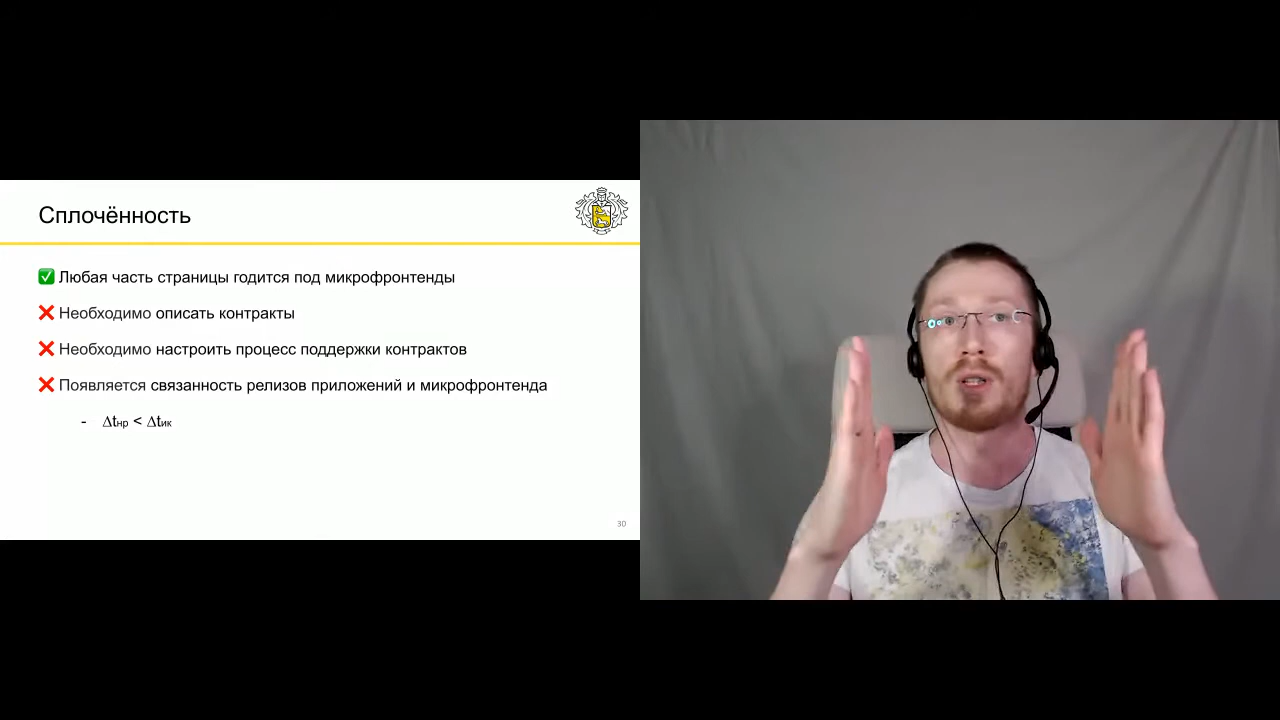 Сплочённость
✅ Любая часть страницы годится под микрофронтенды
❌ Необходимо описать контракты
❌ Необходимо настроить процесс поддержки контрактов
❌ Появляется связанность релизов приложений и микрофронтенда
- Δtнр < Δtик
30